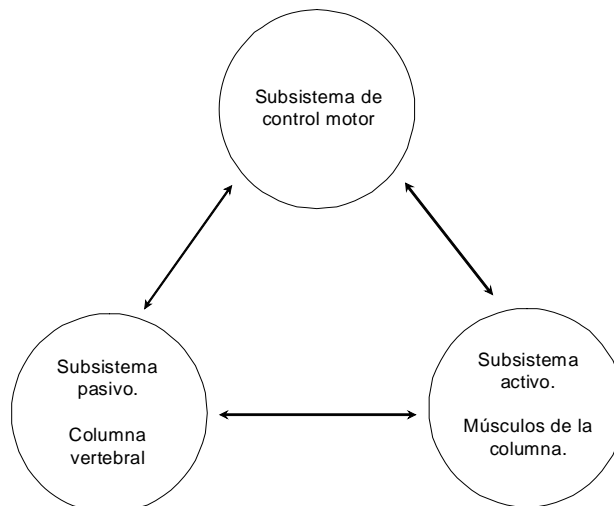 Subsistema de
control motor
Subsistema
pasivo.
Columna
vertebral
Subsistema
activo.
Músculos de la
columna.